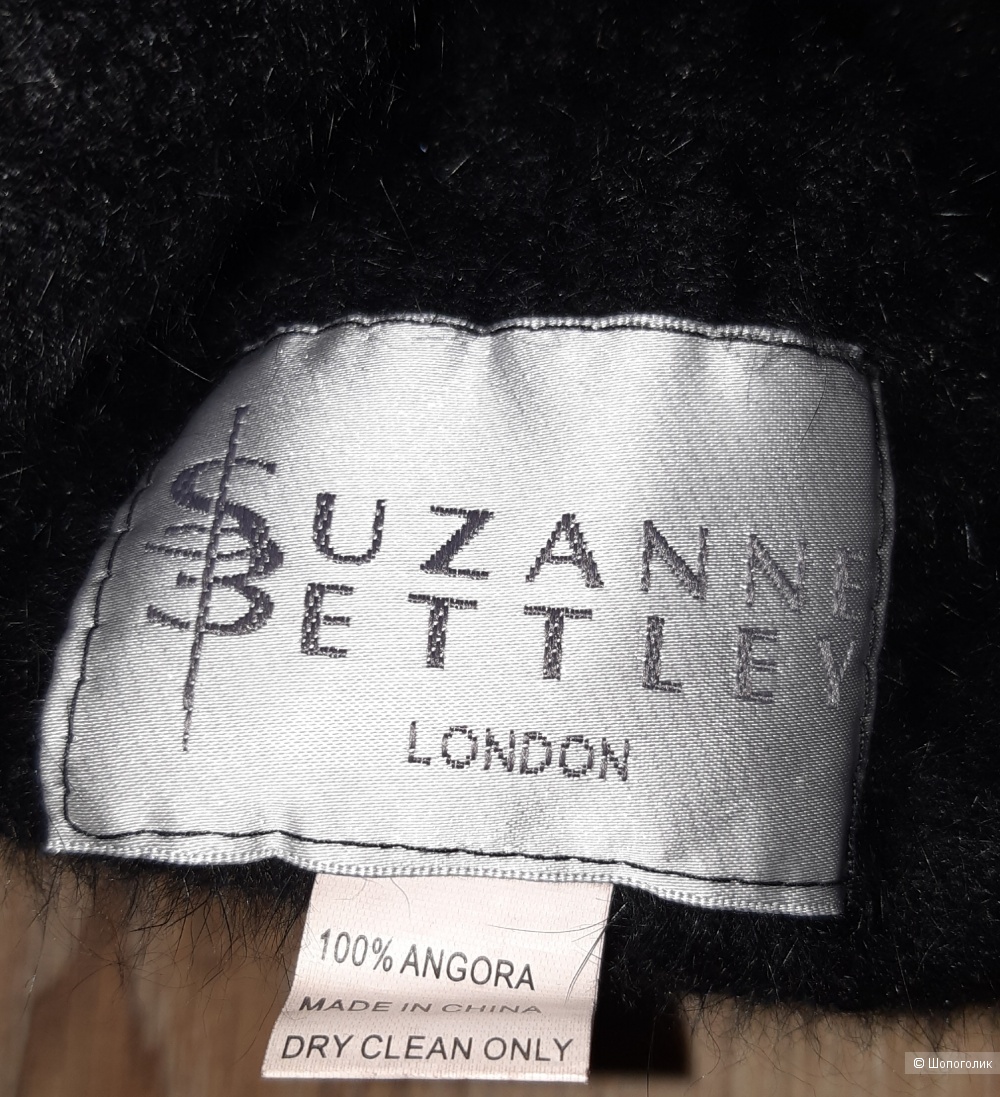 SUZANNE
BETTLEY
LONDON
100% ANGORA
MADE IN CHINA
DRY CLEAN ONLY
© Шопоголик